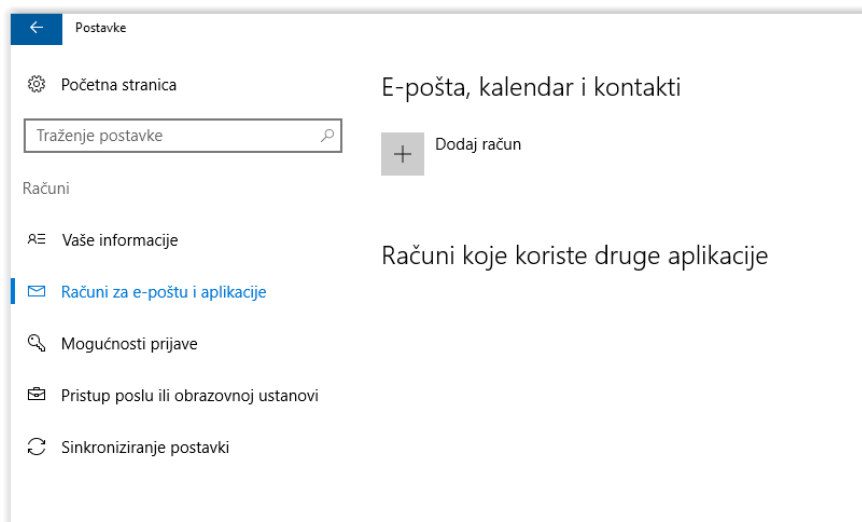 Postavke
Početna stranica
Traženje postavke
Računi
Vaše informacije
Računi za e-poštu i aplikacije
Mogućnosti prijave
Pristup poslu ili obrazovnoj ustanovi
Sinkroniziranje postavki
E-pošta, kalendar i kontakti
Dodaj račun
Računi koje koriste druge aplikacije